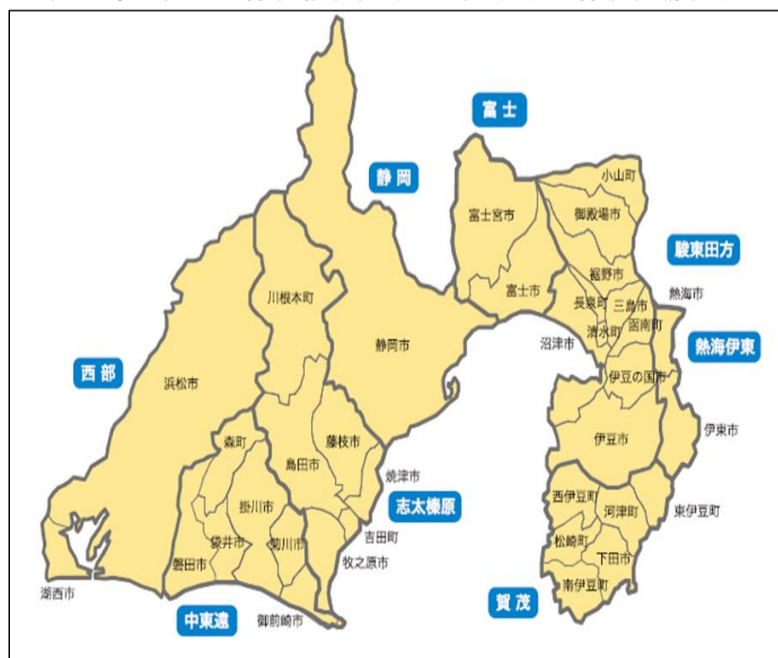 富士
小山町
静岡
富士宮市
御殿場市
駿東田方
裾野市
熱海市
川根本町
富士市
長泉町
三島市
函南町
清水町
静岡市
沼津市
熱海伊東
西部
浜松市
伊豆の国市
伊東市
伊豆市
森町
藤枝市
島田市
焼津市
西伊豆町
志太榛原
掛川市
河津町
東伊豆町
吉田町
松崎町
袋井市
菊川市
牧之原市
下田市
磐田市
南伊豆町
湖西市
賀茂
中東遠
御前崎市